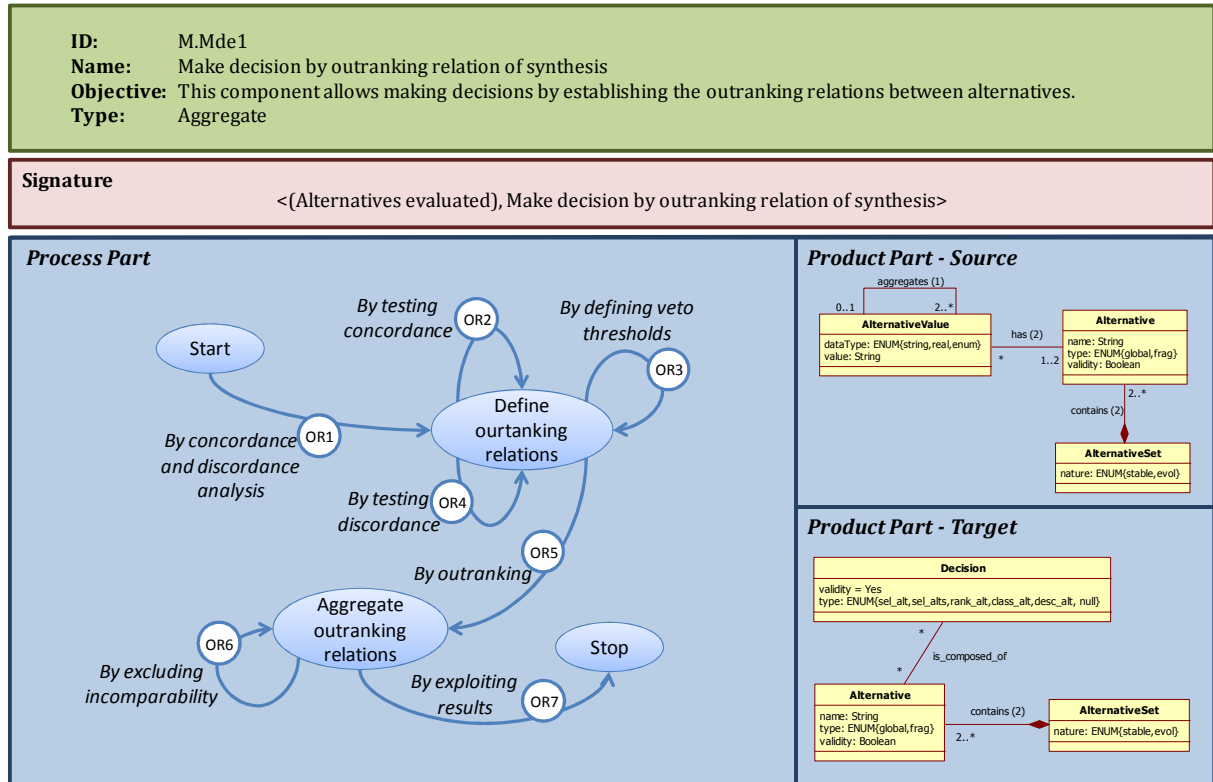 ID: M.Mde1
Name: Make decision by outranking relation of synthesis
Objective: This component allows making decisions by establishing the outranking relations between alternatives.
Type: Aggregate
Signature
<(Alternatives evaluated), Make decision by outranking relation of synthesis>
Process Part
Start
By testing
concordance
OR2
By defining veto
thresholds
OR3
OR1
By concordance
and discordance
analysis
Define
ourtanking
relations
OR4
By testing
discordance
OR5
By outranking
Aggregate
outranking
relations
OR6
By excluding
incomparability
Stop
By exploiting
results
OR7
Product Part - Source
aggregates (1)
0..1
2..*
AlternativeValue
dataType: ENUM{string,real,enum}
value: String
has (2)
*
1..2
Alternative
name: String
type: ENUM{global,frag}
validity: Boolean
2..*
contains (2)
AlternativeSet
nature: ENUM{stable,evol}
Product Part - Target
Decision
validity = Yes
type: ENUM{sel_alt,sel_alts,rank_alt,class_alt,desc_alt, null}
*
is_composed_of
*
Alternative
name: String
type: ENUM{global,frag}
validity: Boolean
contains (2)
2..*
AlternativeSet
nature: ENUM{stable,evol}